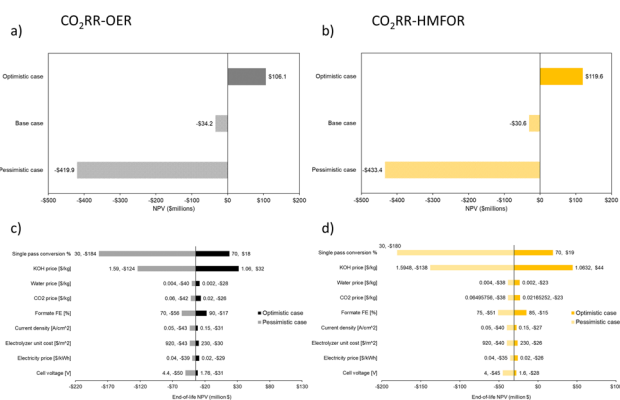 CO2RR-OER
CO2RR-HMFOR
a)
Optimistic case
$106.1
Base case
-$34.2
Pessimistic case
-$419.9
-$500 -$400 -$300 -$200 -$100 $0 $100 $200
NPV ($millions)
b)
Optimistic case
$119.6
Base case
-$30.6
Pessimistic case
-$433.4
-$500 -$400 -$300 -$200 -$100 $0 $100 $200
NPV ($millions)
c)
Single pass conversion % 30, -$184 70, $18
KOH price [$/kg] 1.59, -$124 1.06, $32
Water price [$/kg] 0.004, -$40 0.002, -$28
CO2 price [$/kg] 0.06, -$42 0.02, -$26
Formate FE [%] 70, -$56 90, -$17
Current density [A/cm^2] 0.05, -$43 0.15, -$31
Electrolyzer unit cost [$/m^2] 920, -$43 230, -$30
Electricity price [$/kWh] 0.04, -$39 0.02, -$29
Cell voltage [V] 4.4, -$50 1.76, -$31
Optimistic case
Pessimistic case
-$220 -$170 -$120 -$70 -$20 $30 $80 $130
End-of-life NPV (million $)
d)
30, -$180
Single pass conversion % 70, $19
KOH price [$/kg] 1.5948, -$138 1.0632, $44
Water price [$/kg] 0.004, -$38 0.002, -$23
CO2 price [$/kg] 0.06495756, -$38 0.02165252, -$23
Formate FE [%] 75, -$51 85, -$15
Current density [A/cm^2] 0.05, -$40 0.15, -$27
Electrolyzer unit cost [$/m^2] 920, -$40 230, -$26
Electricity price [$/kWh] 0.04, -$35 0.02, -$26
Cell voltage [V] 4, -$45 1.6, -$28
Optimistic case
Pessimistic case
-$200 -$150 -$100 -$50 $0 $50 $100
End-of-life NPV (million $)